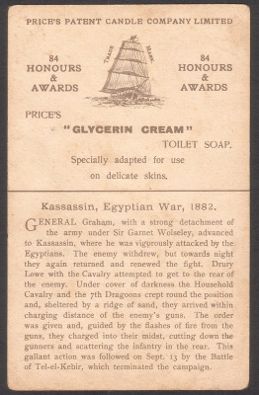 PRICE'S PATENT CANDLE COMPANY LIMITED
TRADE MARK.
84
HONOURS
&
AWARDS
84
HONOURS
&
AWARDS
PRICE'S
"GLYCERIN CREAM"
TOILET SOAP.
Specially adapted for use
on delicate skins.
Kassassin, Egyptian War, 1882.
GENERAL Graham, with a strong detachment of
the army under Sir Garnet Wolseley, advanced
to Kassassin, where he was vigorously attacked by the
Egyptians. The enemy withdrew, but towards night
they again returned and renewed the fight. Drury
Lowe with the Cavalry attempted to get to the rear of
the enemy. Under cover of darkness the Household
Cavalry and the 7th Dragoons crept round the position
and, sheltered by a ridge of sand, they arrived within
charging distance of the enemy's guns. The order
was given and, guided by the flashes of fire from the
guns, they charged into their midst, cutting down the
gunners and scattering the infantry in the rear. This
gallant action was followed on Sept. 13 by the Battle
of Tel-el-Kebir, which terminated the campaign.